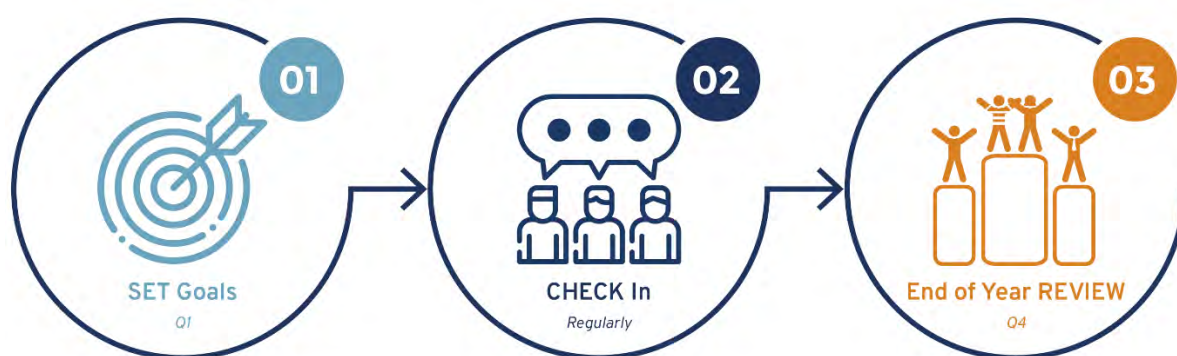 01
SET Goals
Q1
02
CHECK In
Regularly
03
End of Year REVIEW
Q4